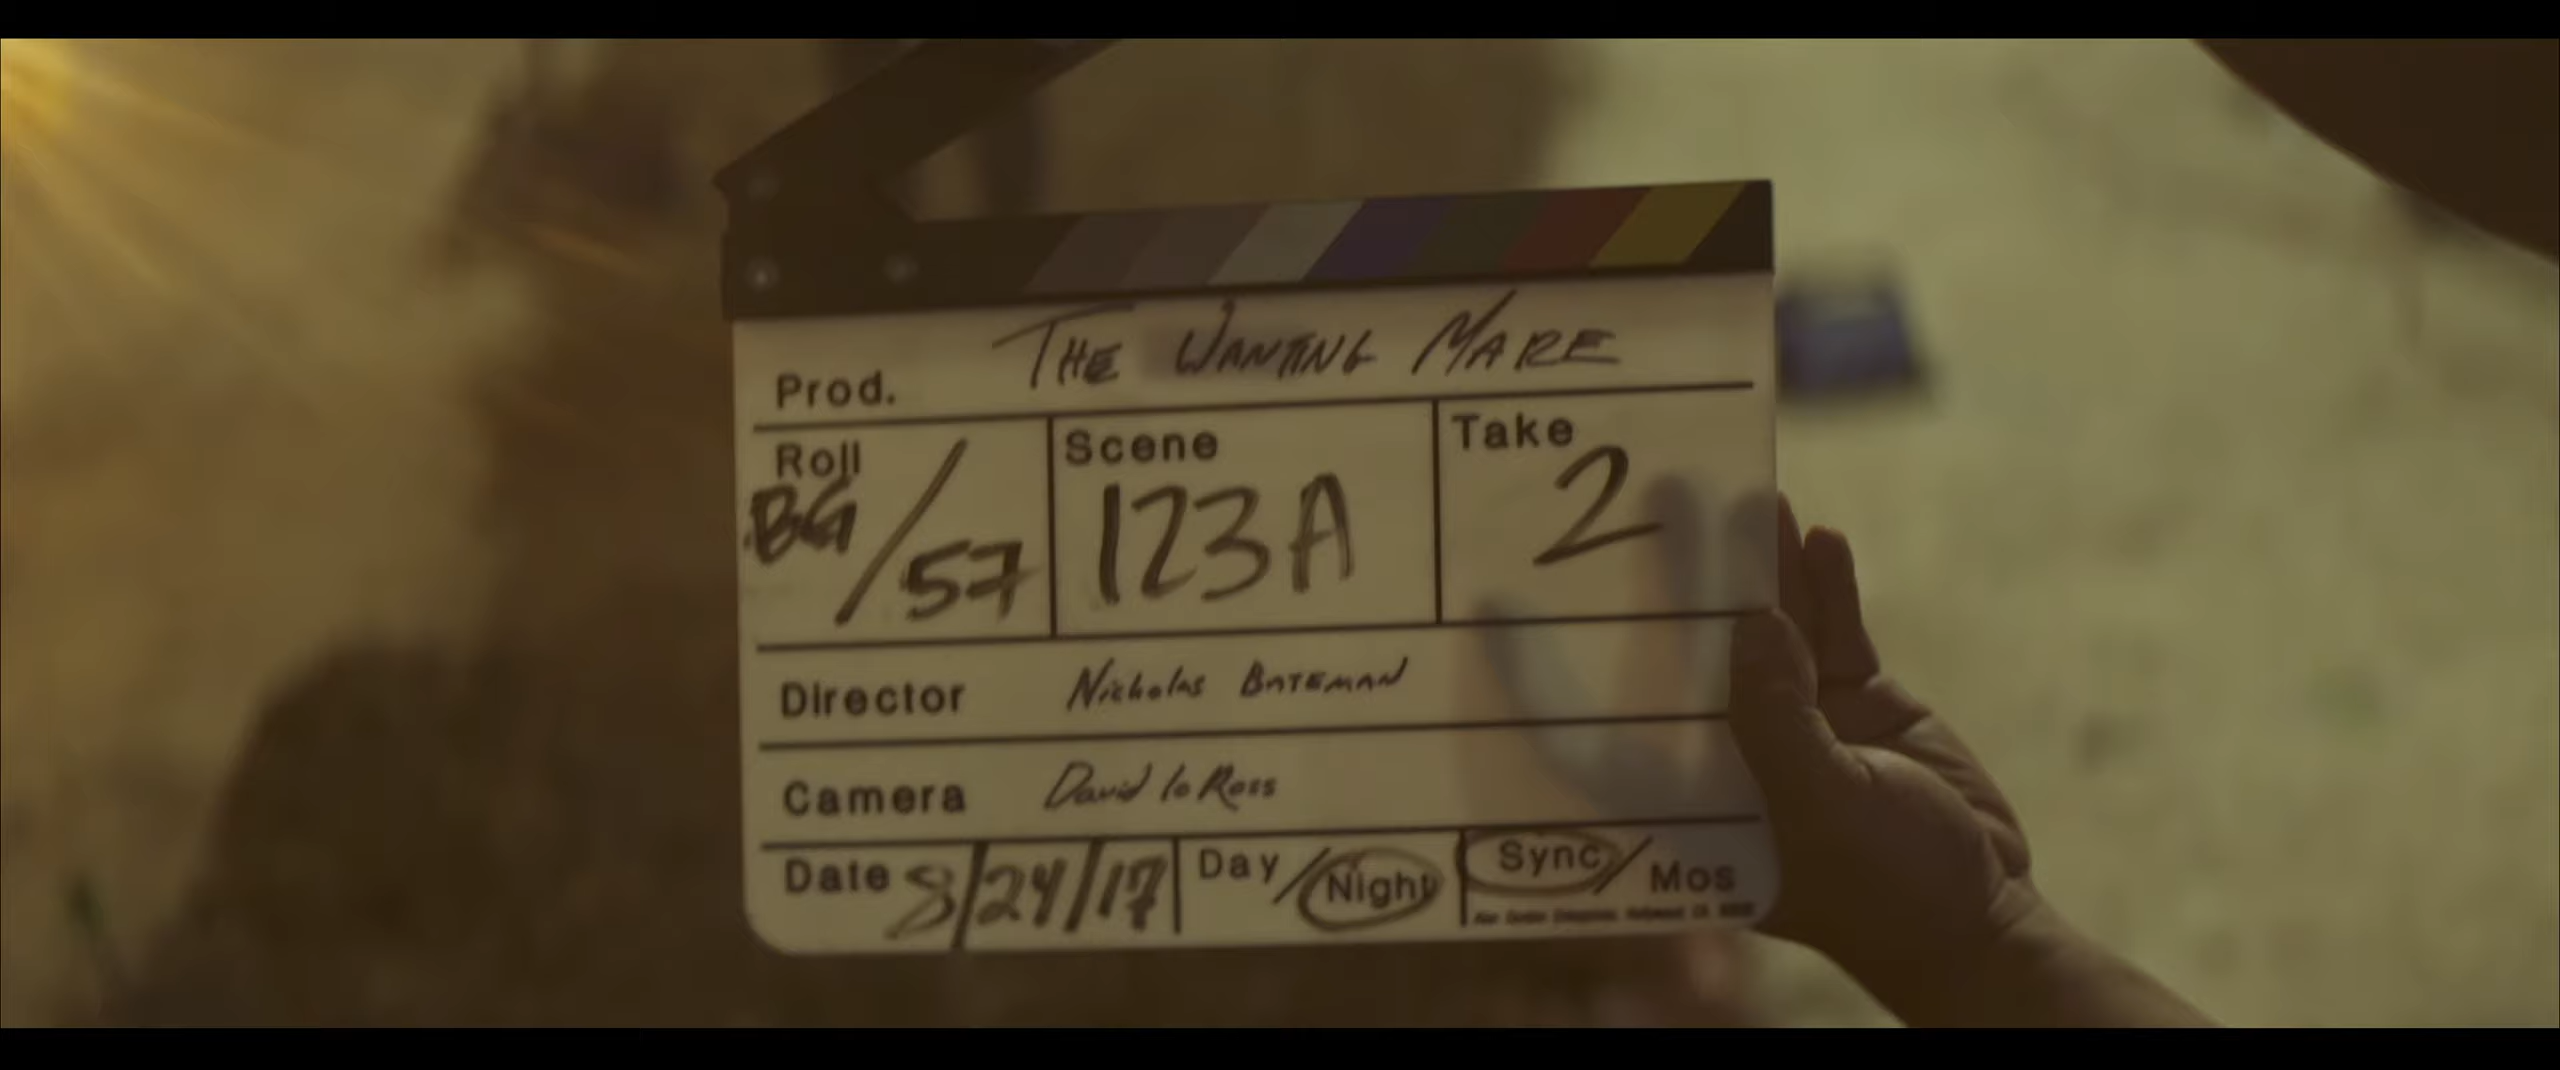 Prod. THE WANTING MARE
Roll BG/57
Scene 123A
Take 2
Director Nicholas BATEMAN
Camera David lo Ross
Date 8/24/17
Day/Night
Sync/Mos